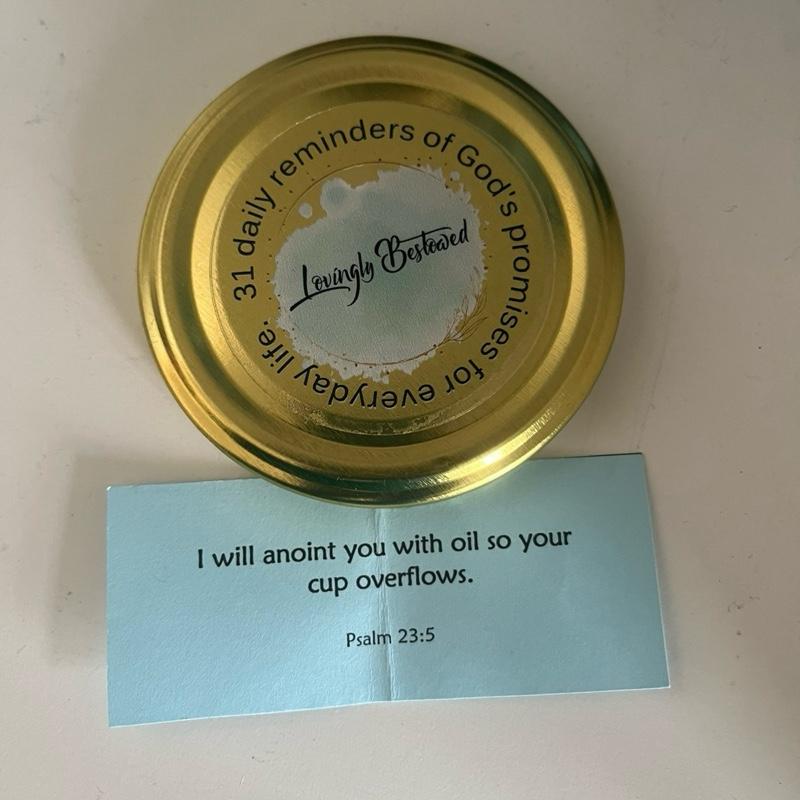 31 daily reminders of God's promises for everyday life.
Lovingly Bestowed
I will anoint you with oil so your
cup overflows.
Psalm 23:5